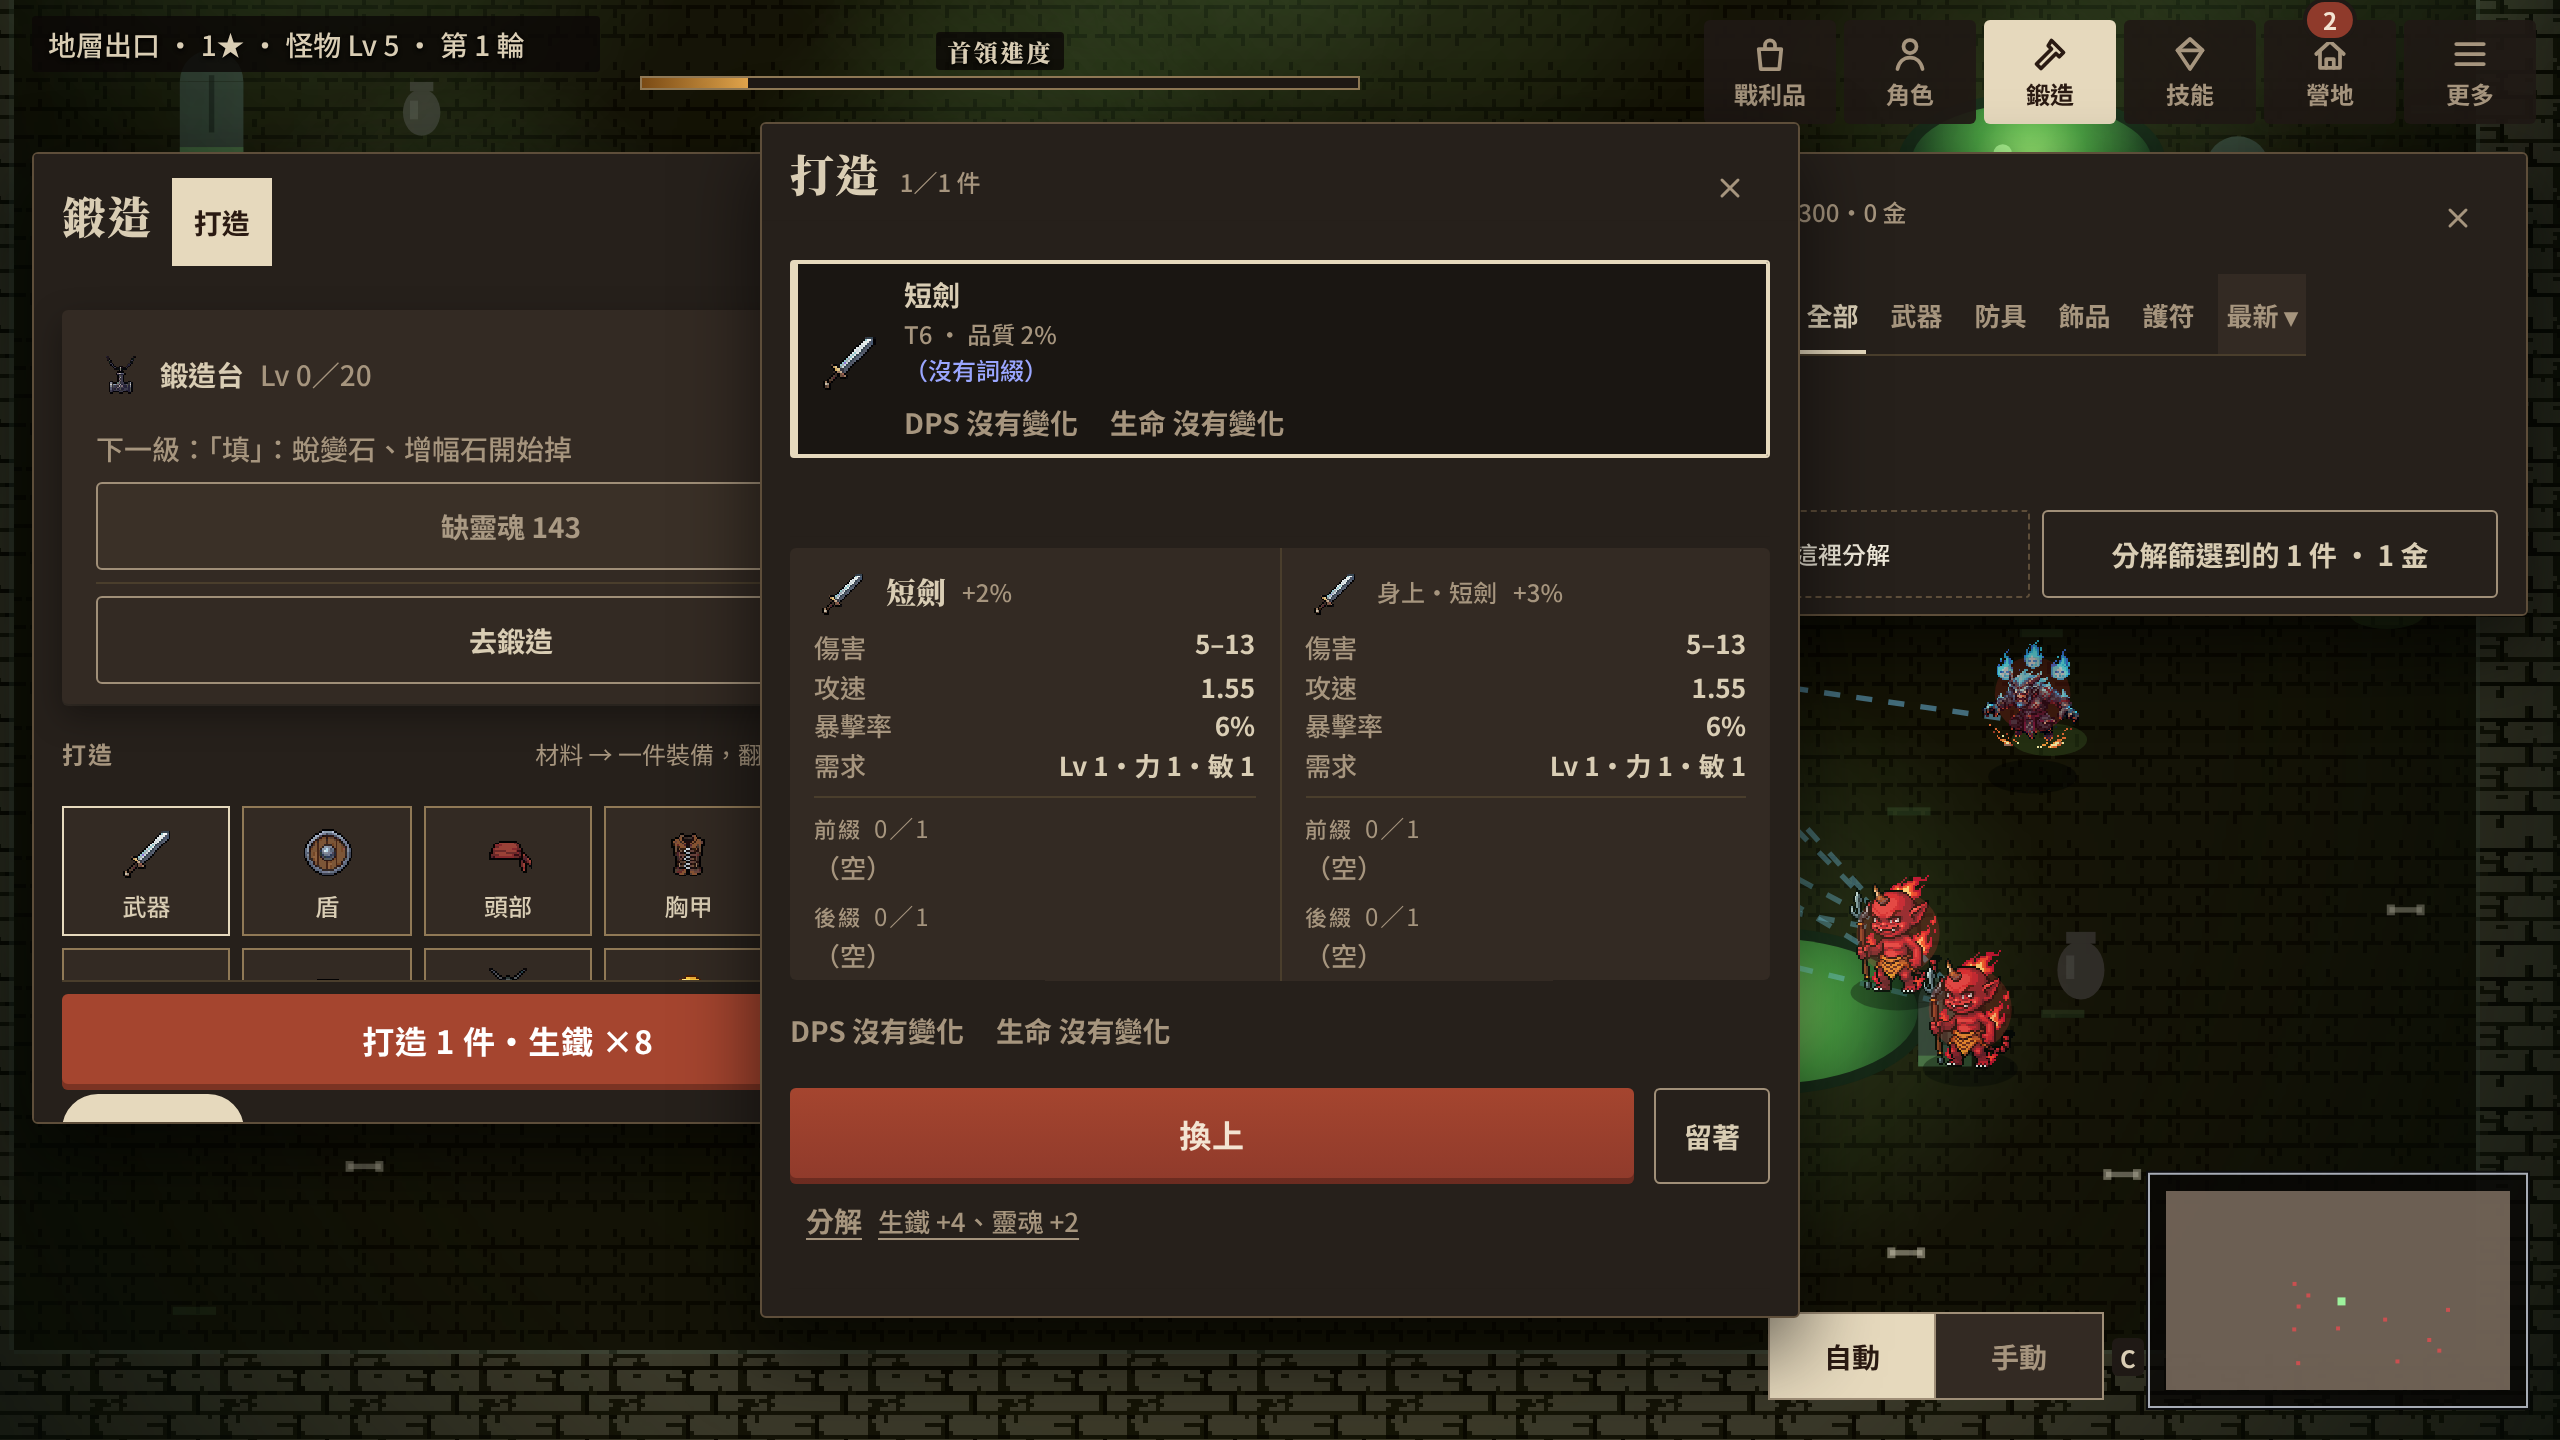 地層出口 · 1★ · 怪物 Lv 5 · 第 1 輪
首領進度
戰利品
角色
鍛造
技能
2
營地
更多
鍛造
打造
鍛造台 Lv 0／20
下一級：「填」：蛻變石、增幅石開始掉
缺靈魂 143
去鍛造
打造
材料 → 一件裝備，翻
武器
盾
頭部
胸甲
打造 1 件・生鐵 ×8
打造 1／1 件
短劍
T6 · 品質 2%
（沒有詞綴）
DPS 沒有變化 生命 沒有變化
短劍 +2%
傷害 5–13
攻速 1.55
暴擊率 6%
需求 Lv 1・力 1・敏 1
前綴 0／1
（空）
後綴 0／1
（空）
身上・短劍 +3%
傷害 5–13
攻速 1.55
暴擊率 6%
需求 Lv 1・力 1・敏 1
前綴 0／1
（空）
後綴 0／1
（空）
DPS 沒有變化 生命 沒有變化
換上
留著
分解 生鐵 +4、靈魂 +2
300・0 金
全部 武器 防具 飾品 護符 最新 ▾
這裡分解
分解篩選到的 1 件 · 1 金
自動
手動
C